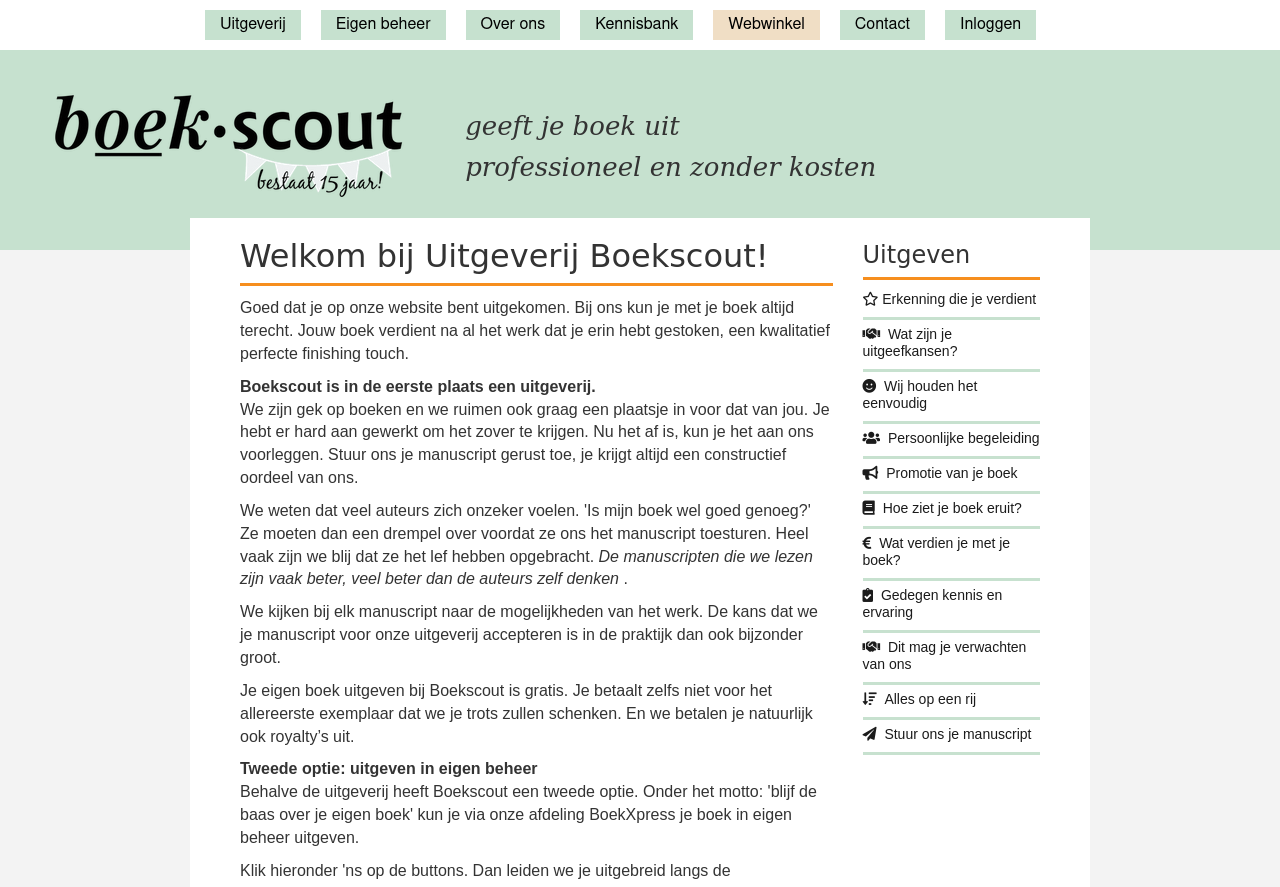 Uitgeverij
Eigen beheer
Over ons
Kennisbank
Webwinkel
Contact
Inloggen
boek·scout
bestaat 15 jaar!
geeft je boek uit
professioneel en zonder kosten
Welkom bij Uitgeverij Boekscout!
Goed dat je op onze website bent uitgekomen. Bij ons kun je met je boek altijd
terecht. Jouw boek verdient na al het werk dat je erin hebt gestoken, een kwalitatief
perfecte finishing touch.
Boekscout is in de eerste plaats een uitgeverij.
We zijn gek op boeken en we ruimen ook graag een plaatsje in voor dat van jou. Je
hebt er hard aan gewerkt om het zover te krijgen. Nu het af is, kun je het aan ons
voorleggen. Stuur ons je manuscript gerust toe, je krijgt altijd een constructief
oordeel van ons.
We weten dat veel auteurs zich onzeker voelen. 'Is mijn boek wel goed genoeg?'
Ze moeten dan een drempel over voordat ze ons het manuscript toesturen. Heel
vaak zijn we blij dat ze het lef hebben opgebracht. De manuscripten die we lezen
zijn vaak beter, veel beter dan de auteurs zelf denken .
We kijken bij elk manuscript naar de mogelijkheden van het werk. De kans dat we
je manuscript voor onze uitgeverij accepteren is in de praktijk dan ook bijzonder
groot.
Je eigen boek uitgeven bij Boekscout is gratis. Je betaalt zelfs niet voor het
allereerste exemplaar dat we je trots zullen schenken. En we betalen je natuurlijk
ook royalty's uit.
Tweede optie: uitgeven in eigen beheer
Behalve de uitgeverij heeft Boekscout een tweede optie. Onder het motto: 'blijf de
baas over je eigen boek' kun je via onze afdeling BoekXpress je boek in eigen
beheer uitgeven.
Klik hieronder 'ns op de buttons. Dan leiden we je uitgebreid langs de
Uitgeven
Erkenning die je verdient
Wat zijn je
uitgeefkansen?
Wij houden het
eenvoudig
Persoonlijke begeleiding
Promotie van je boek
Hoe ziet je boek eruit?
Wat verdien je met je
boek?
Gedegen kennis en
ervaring
Dit mag je verwachten
van ons
Alles op een rij
Stuur ons je manuscript